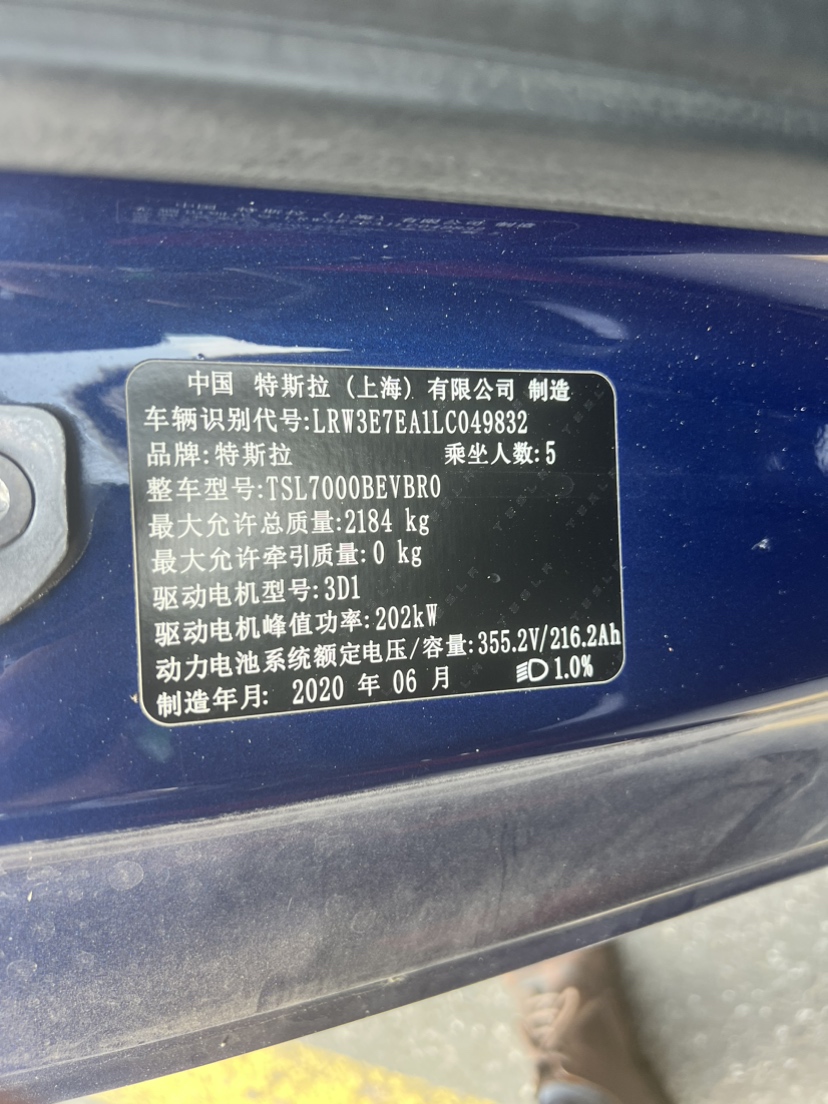 中国 特斯拉（上海）有限公司 制造
车辆识别代号:LRW3E7EA1LC049832
品牌:特斯拉 乘坐人数:5
整车型号:TSL7000BEVBR0
最大允许总质量:2184 kg
最大允许牵引质量:0 kg
驱动电机型号:3D1
驱动电机峰值功率:202kW
动力电池系统额定电压/容量:355.2V/216.2Ah
制造年月: 2020 年 06 月 1.0%
TESLA